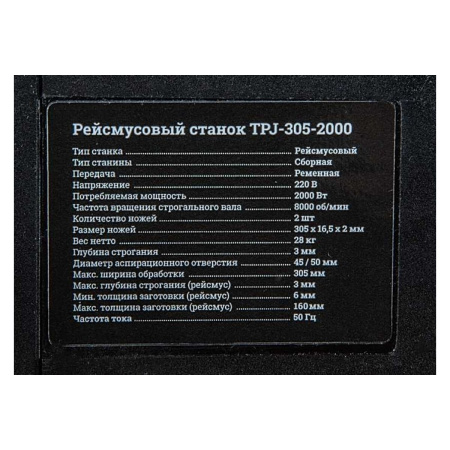 Рейсмусовый станок TPJ-305-2000
Тип станка Рейсмусовый
Тип станины Сборная
Передача Ременная
Напряжение 220 В
Потребляемая мощность 2000 Вт
Частота вращения строгального вала 8000 об/мин
Количество ножей 2 шт
Размер ножей 305 x 16,5 x 2 мм
Вес нетто 28 кг
Глубина строгания 3 мм
Диаметр аспирационного отверстия 45 / 50 мм
Макс. ширина обработки 305 мм
Макс. глубина строгания (рейсмус) 3 мм
Мин. толщина заготовки (рейсмус) 6 мм
Макс. толщина заготовки (рейсмус) 160 мм
Частота тока 50 Гц